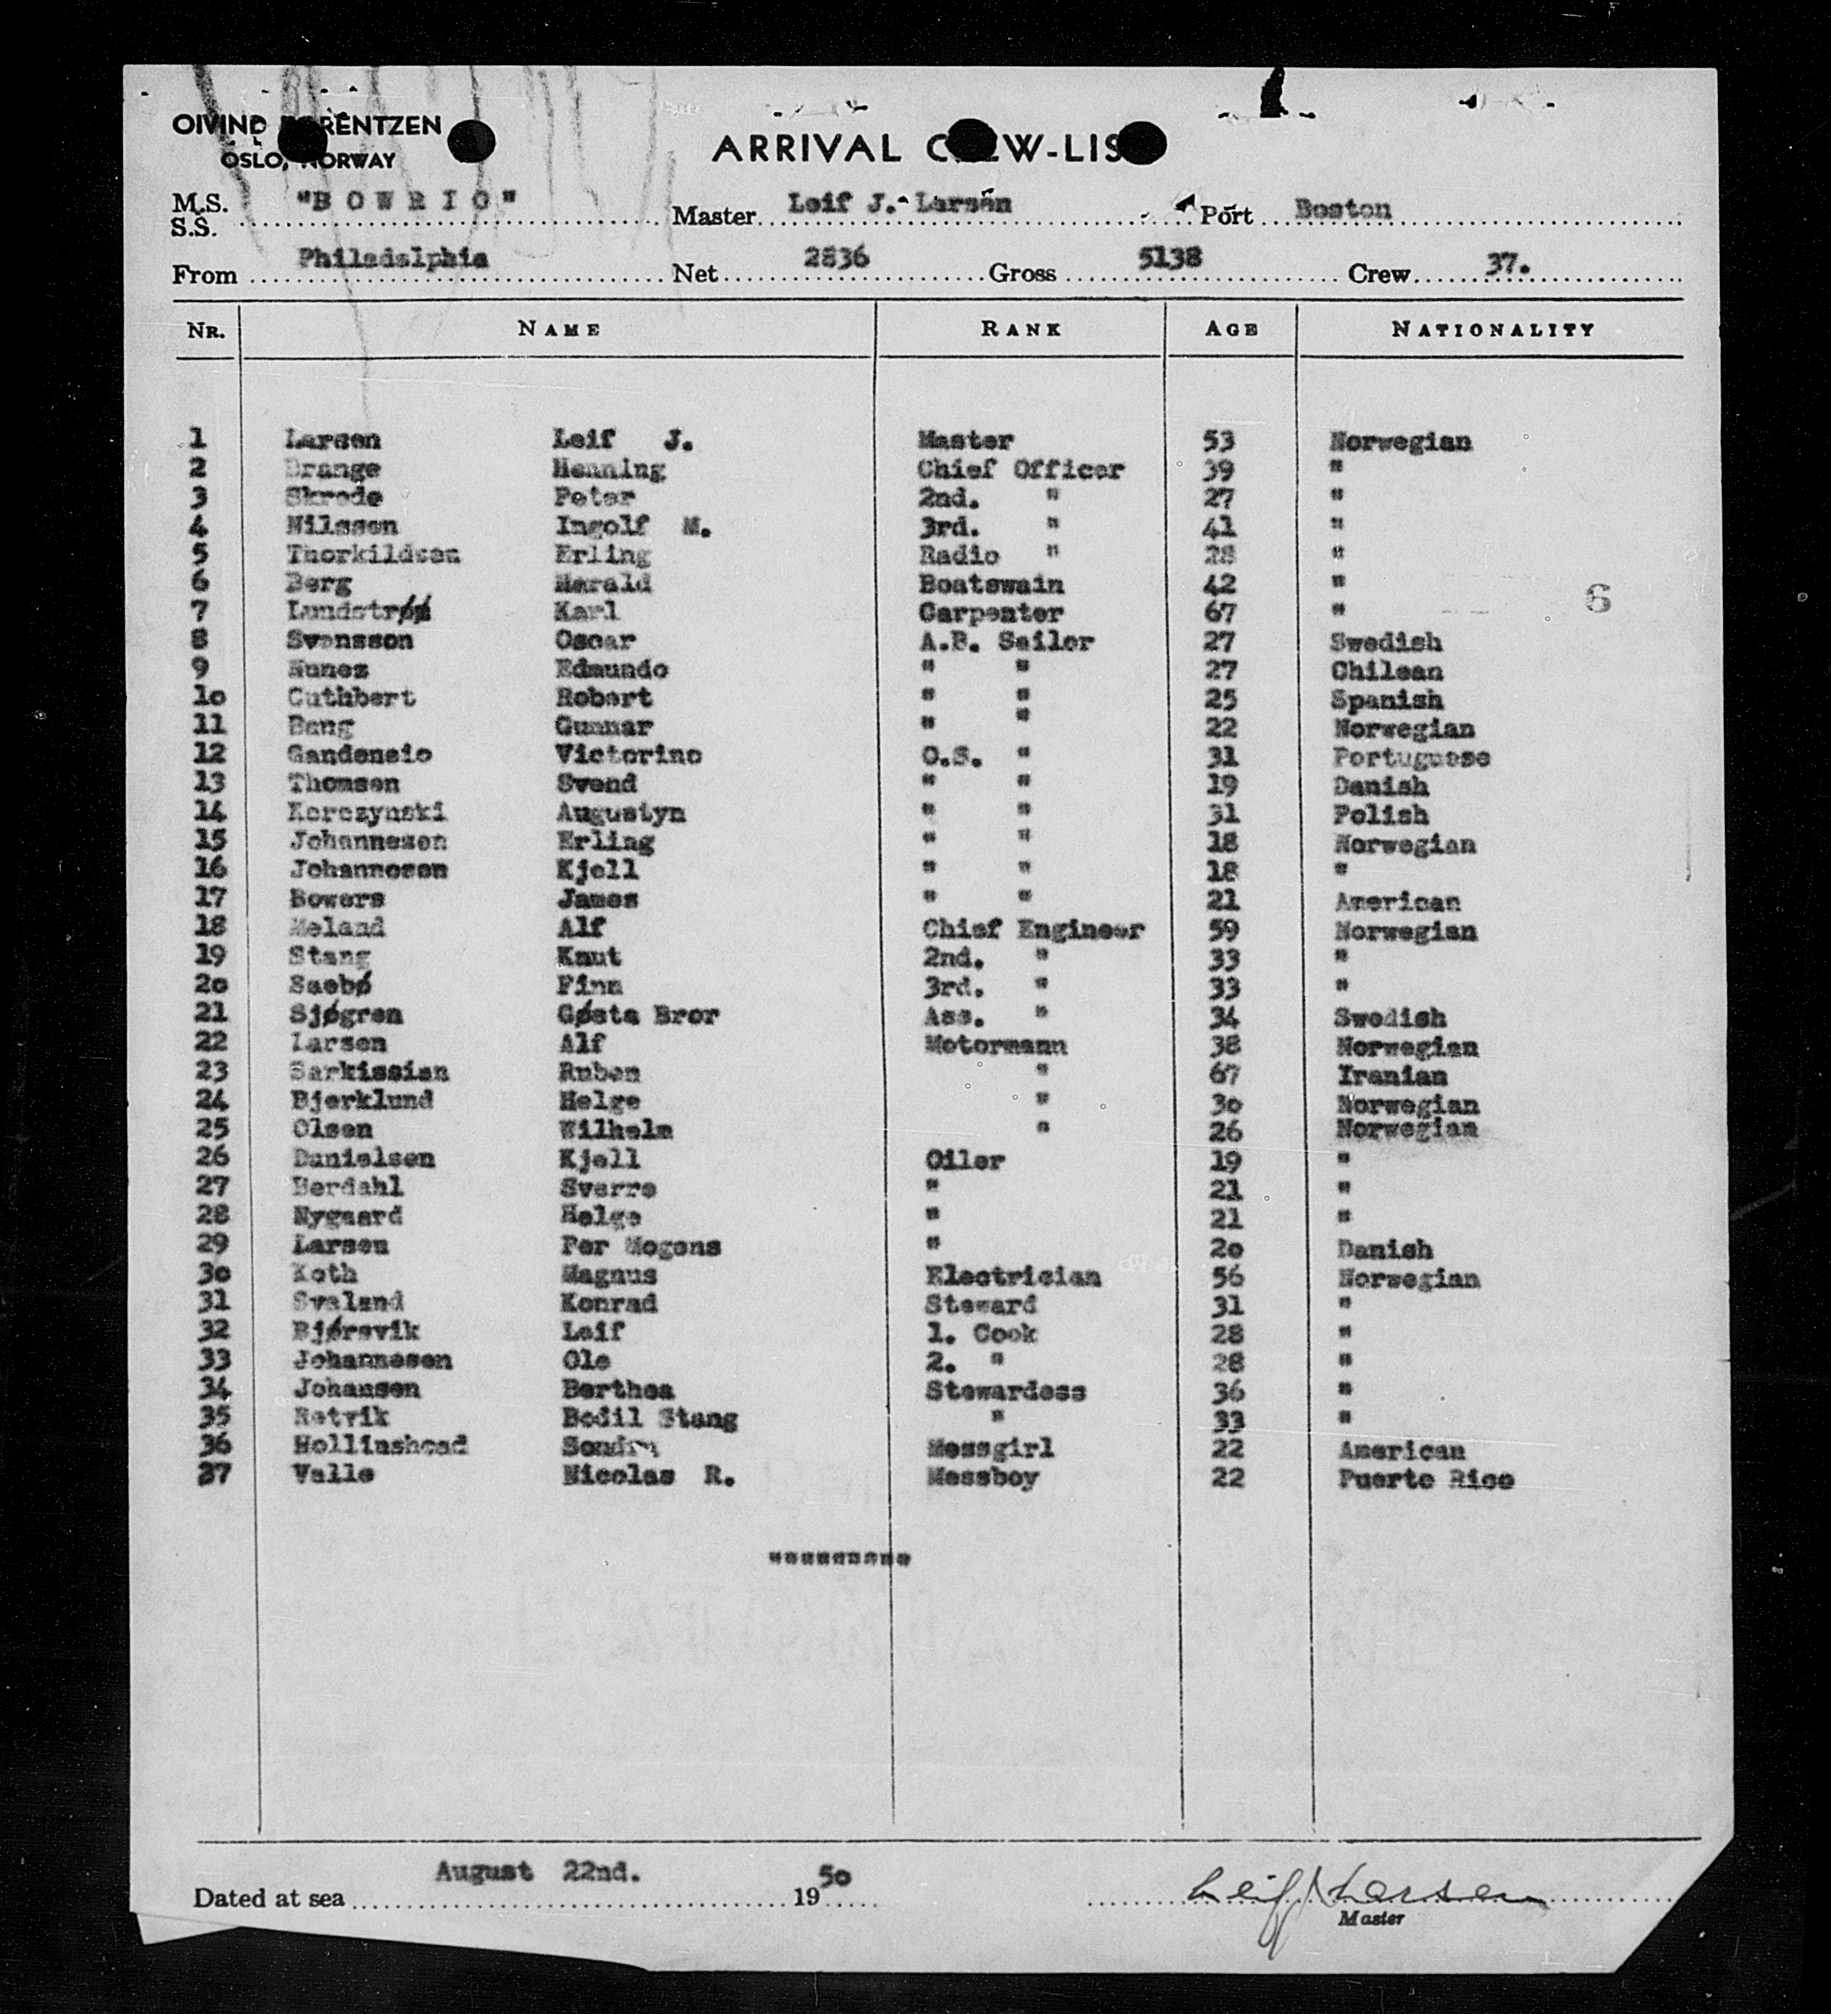 OIVIND LORENTZEN
OSLO, NORWAY
ARRIVAL CREW-LIST
M.S.
S.S. "B O W R I O" Master Leif J. Larsen Port Boston
From Philadelphia Net 2836 Gross 5138 Crew 37.
NR. NAME RANK AGE NATIONALITY
1 Larsen Leif J. Master 53 Norwegian
2 Drange Henning Chief Officer 39 "
3 Skrede Peter 2nd. " 27 "
4 Nilssen Ingolf M. 3rd. " 41 "
5 Thorkildsen Erling Radio " 28 "
6 Berg Harald Boatswain 42 "
6
7 Lundstrøm Karl Carpenter 67 "
8 Svensson Oscar A.B. Sailor 27 Swedish
9 Nunez Edmundo " " 27 Chilean
1o Cuthbert Robert " " 25 Spanish
11 Bang Gunnar " " 22 Norwegian
12 Gandensio Victorino O.S. " 31 Portuguese
13 Thomsen Svend " " 19 Danish
14 Korczynski Augustyn " " 31 Polish
15 Johannesen Erling " " 18 Norwegian
16 Johannesen Kjell " " 18 "
17 Bowers James " " 21 American
18 Meland Alf Chief Engineer 59 Norwegian
19 Stang Knut 2nd. " 33 "
2o Saebø Finn 3rd. " 33 "
21 Sjøgren Gøsta Bror Ass. " 34 Swedish
22 Larsen Alf Motormann 38 Norwegian
23 Sarkissian Ruben " 67 Iranian
24 Bjerklund Helge " 3o Norwegian
25 Olsen Wilhelm " 26 Norwegian
26 Danielsen Kjell Oiler 19 "
27 Berdahl Sverre " 21 "
28 Nygaard Helge " 21 "
29 Larsen Per Mogens " 2o Danish
3o Koth Magnus Electrician 56 Norwegian
31 Svaland Konrad Steward 31 "
32 Bjørsvik Leif 1. Cook 28 "
33 Johannesen Ole 2. " 28 "
34 Johansen Berthea Stewardess 36 "
35 Retvik Bodil Stang " 33 "
36 Hollinshead Sondra Messgirl 22 American
37 Valle Nicolas R. Messboy 22 Puerto Rico
"""""""""
Dated at sea August 22nd. 1950 Leif J Larsen
Master